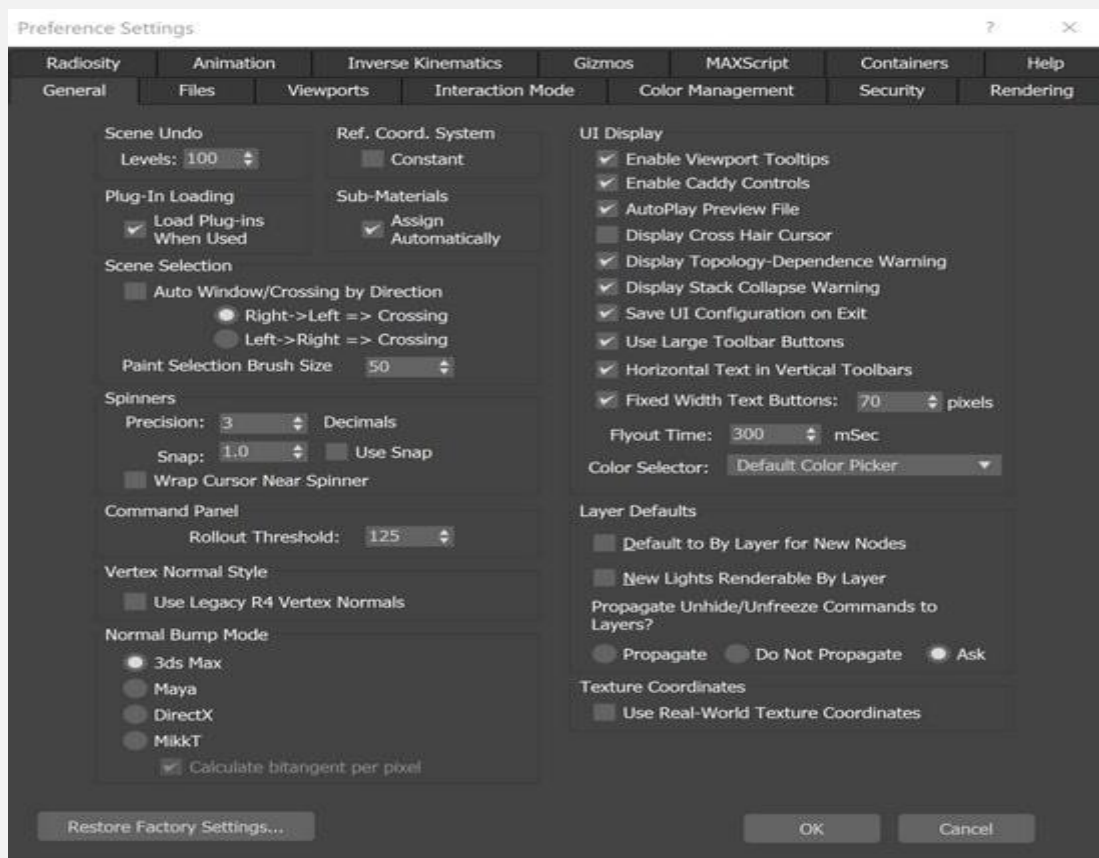 Preference Settings ? ×
Radiosity Animation Inverse Kinematics Gizmos MAXScript Containers Help
General Files Viewports Interaction Mode Color Management Security Rendering
Scene Undo
Levels: 100
Ref. Coord. System
Constant
Plug-In Loading
Load Plug-ins
When Used
Sub-Materials
Assign
Automatically
Scene Selection
Auto Window/Crossing by Direction
Right->Left => Crossing
Left->Right => Crossing
Paint Selection Brush Size 50
Spinners
Precision: 3 Decimals
Snap: 1.0 Use Snap
Wrap Cursor Near Spinner
Command Panel
Rollout Threshold: 125
Vertex Normal Style
Use Legacy R4 Vertex Normals
Normal Bump Mode
3ds Max
Maya
DirectX
MikkT
Calculate bitangent per pixel
UI Display
Enable Viewport Tooltips
Enable Caddy Controls
AutoPlay Preview File
Display Cross Hair Cursor
Display Topology-Dependence Warning
Display Stack Collapse Warning
Save UI Configuration on Exit
Use Large Toolbar Buttons
Horizontal Text in Vertical Toolbars
Fixed Width Text Buttons: 70 pixels
Flyout Time: 300 mSec
Color Selector: Default Color Picker
Layer Defaults
Default to By Layer for New Nodes
New Lights Renderable By Layer
Propagate Unhide/Unfreeze Commands to
Layers?
Propagate Do Not Propagate Ask
Texture Coordinates
Use Real-World Texture Coordinates
Restore Factory Settings... OK Cancel